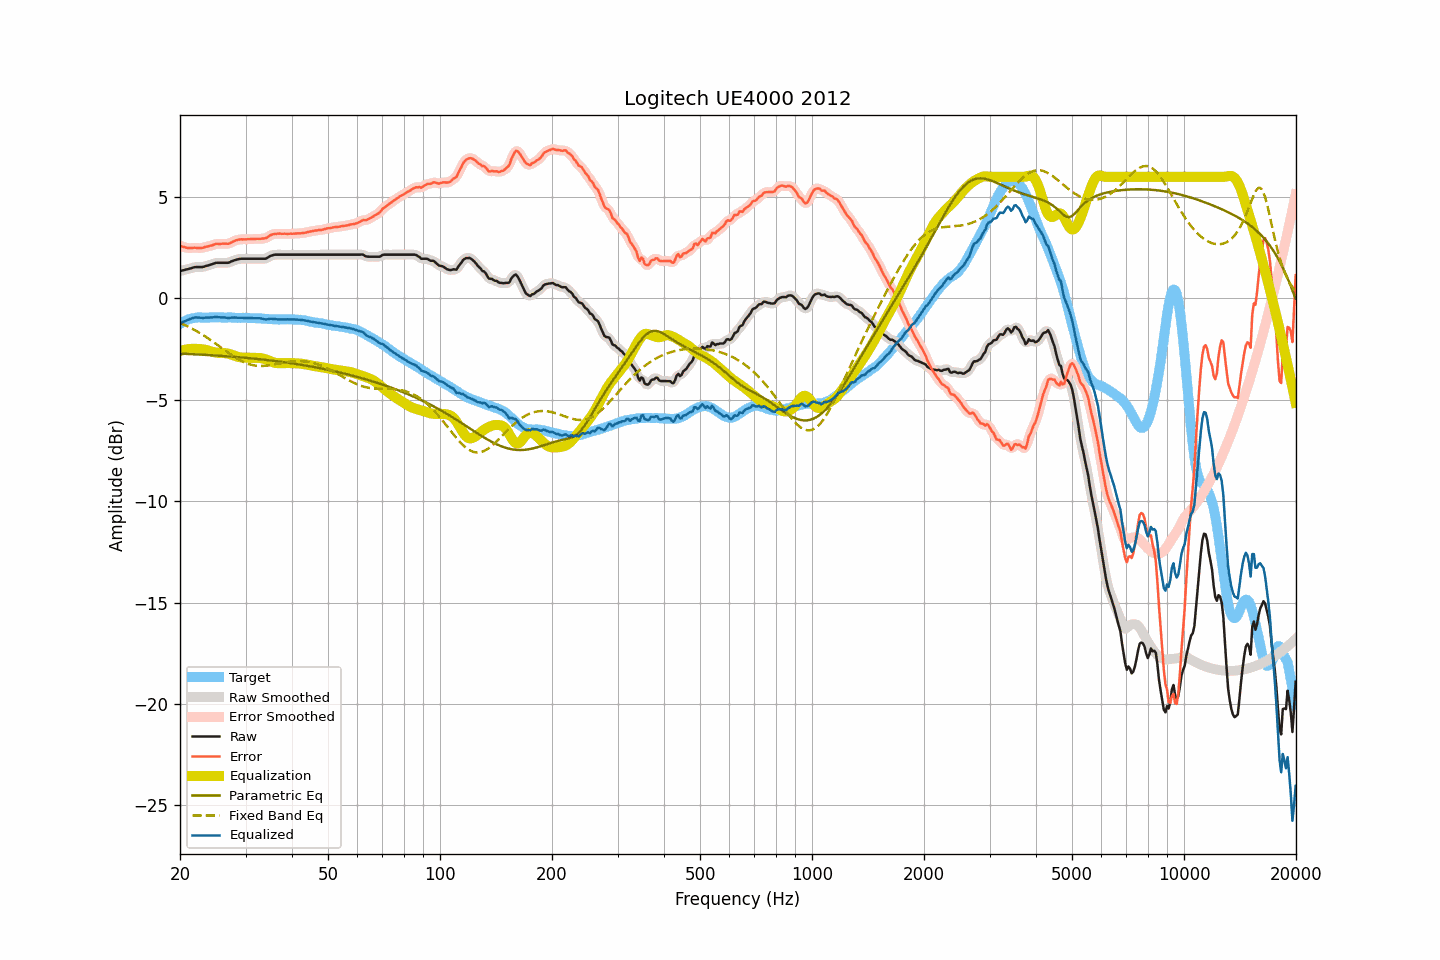 Logitech UE4000 2012
Amplitude (dBr)
5
0
−5
−10
−15
−20
−25
Target
Raw Smoothed
Error Smoothed
Raw
Error
Equalization
Parametric Eq
Fixed Band Eq
Equalized
20 50 100 200 500 1000 2000 5000 10000 20000
Frequency (Hz)